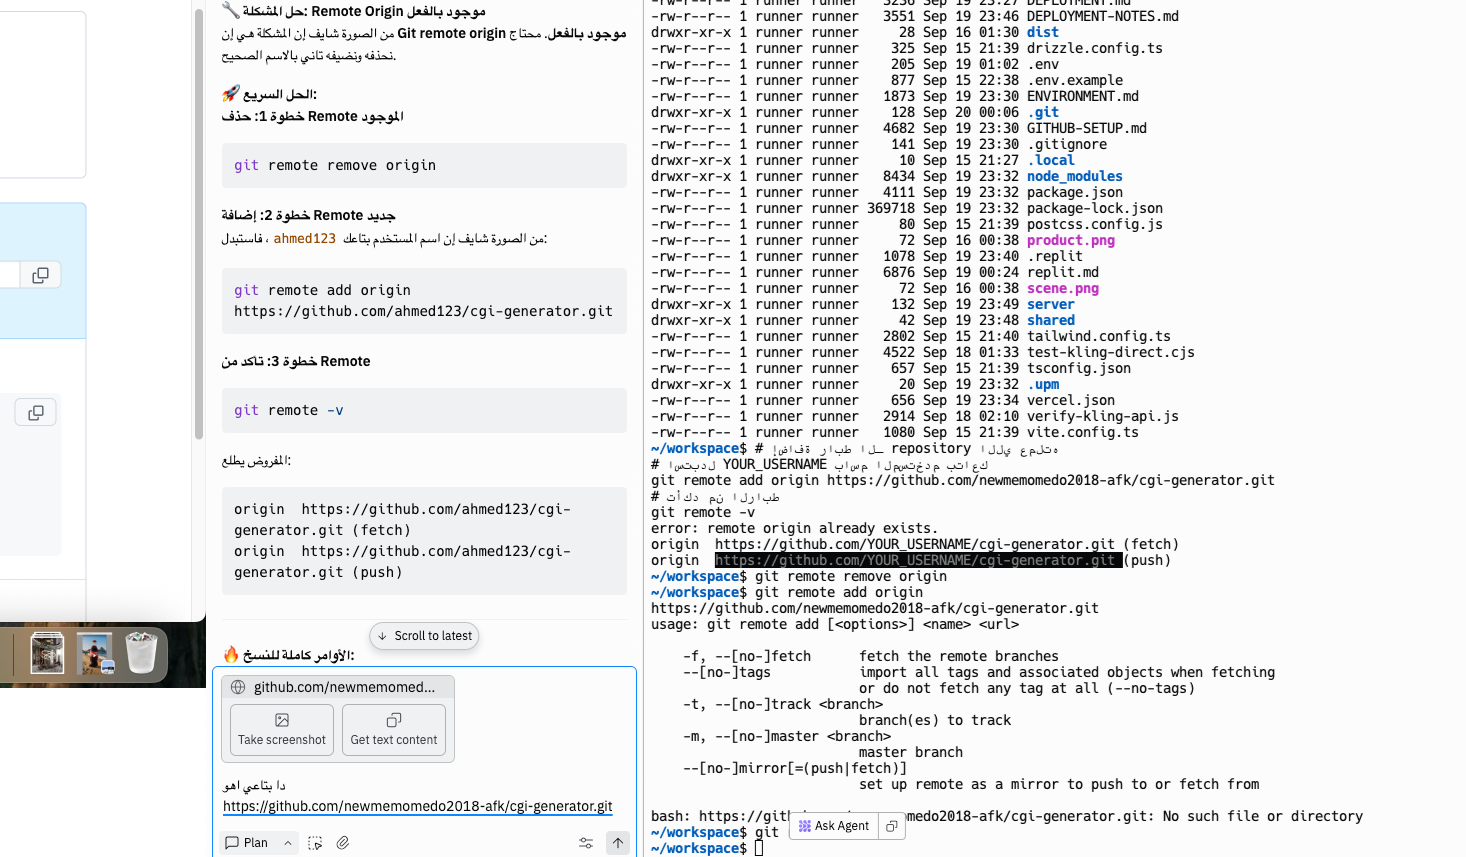 🔧 حل المشكلة: Remote Origin موجود بالفعل
من الصورة شايف إن المشكلة هي إن Git remote origin موجود بالفعل. محتاج
نحذفه ونضيفه تاني بالاسم الصحيح.
🚀 الحل السريع:
خطوة 1: حذف Remote الموجود
git remote remove origin
خطوة 2: إضافة Remote جديد
من الصورة شايف إن اسم المستخدم بتاعك ahmed123 ، فاستبدل:
git remote add origin
https://github.com/ahmed123/cgi-generator.git
خطوة 3: تاكد من Remote
git remote -v
المفروض يطلع:
origin  https://github.com/ahmed123/cgi-
generator.git (fetch)
origin  https://github.com/ahmed123/cgi-
generator.git (push)
↓ Scroll to latest
🔥 الأوامر كاملة للنسخ:
github.com/newmemomed...
Take screenshot
Get text content
دا بتاعي اهو
https://github.com/newmemomedo2018-afk/cgi-generator.git
Plan
-rw-r--r-- 1 runner runner   3236 Sep 19 23:27 DEPLOYMENT.md
-rw-r--r-- 1 runner runner   3551 Sep 19 23:46 DEPLOYMENT-NOTES.md
drwxr-xr-x 1 runner runner     28 Sep 16 01:30 dist
-rw-r--r-- 1 runner runner    325 Sep 15 21:39 drizzle.config.ts
-rw-r--r-- 1 runner runner    205 Sep 19 01:02 .env
-rw-r--r-- 1 runner runner    877 Sep 15 22:38 .env.example
-rw-r--r-- 1 runner runner   1873 Sep 19 23:30 ENVIRONMENT.md
drwxr-xr-x 1 runner runner    128 Sep 20 00:06 .git
-rw-r--r-- 1 runner runner   4682 Sep 19 23:30 GITHUB-SETUP.md
-rw-r--r-- 1 runner runner    141 Sep 19 23:30 .gitignore
drwxr-xr-x 1 runner runner     10 Sep 15 21:27 .local
drwxr-xr-x 1 runner runner   8434 Sep 19 23:32 node_modules
-rw-r--r-- 1 runner runner   4111 Sep 19 23:32 package.json
-rw-r--r-- 1 runner runner 369718 Sep 19 23:32 package-lock.json
-rw-r--r-- 1 runner runner     80 Sep 15 21:39 postcss.config.js
-rw-r--r-- 1 runner runner     72 Sep 16 00:38 product.png
-rw-r--r-- 1 runner runner   1078 Sep 19 23:40 .replit
-rw-r--r-- 1 runner runner   6876 Sep 19 00:24 replit.md
-rw-r--r-- 1 runner runner     72 Sep 16 00:38 scene.png
drwxr-xr-x 1 runner runner    132 Sep 19 23:49 server
drwxr-xr-x 1 runner runner     42 Sep 19 23:48 shared
-rw-r--r-- 1 runner runner   2802 Sep 15 21:40 tailwind.config.ts
-rw-r--r-- 1 runner runner   4522 Sep 18 01:33 test-kling-direct.cjs
-rw-r--r-- 1 runner runner    657 Sep 15 21:39 tsconfig.json
drwxr-xr-x 1 runner runner     20 Sep 19 23:32 .upm
-rw-r--r-- 1 runner runner    656 Sep 19 23:34 vercel.json
-rw-r--r-- 1 runner runner   2914 Sep 18 02:10 verify-kling-api.js
-rw-r--r-- 1 runner runner   1080 Sep 15 21:39 vite.config.ts
~/workspace$ # إضافة رابط الـ repository اللي عملته
# استبدل YOUR_USERNAME باسم المستخدم بتاعك
git remote add origin https://github.com/newmemomedo2018-afk/cgi-generator.git
# تأكد من الرابط
git remote -v
error: remote origin already exists.
origin  https://github.com/YOUR_USERNAME/cgi-generator.git (fetch)
origin  https://github.com/YOUR_USERNAME/cgi-generator.git (push)
~/workspace$ git remote remove origin
~/workspace$ git remote add origin
https://github.com/newmemomedo2018-afk/cgi-generator.git
usage: git remote add [<options>] <name> <url>
    -f, --[no-]fetch      fetch the remote branches
    --[no-]tags           import all tags and associated objects when fetching
                          or do not fetch any tag at all (--no-tags)
    -t, --[no-]track <branch>
                          branch(es) to track
    -m, --[no-]master <branch>
                          master branch
    --[no-]mirror[=(push|fetch)]
                          set up remote as a mirror to push to or fetch from
bash: https://gith omedo2018-afk/cgi-generator.git: No such file or directory
~/workspace$ git
Ask Agent
~/workspace$